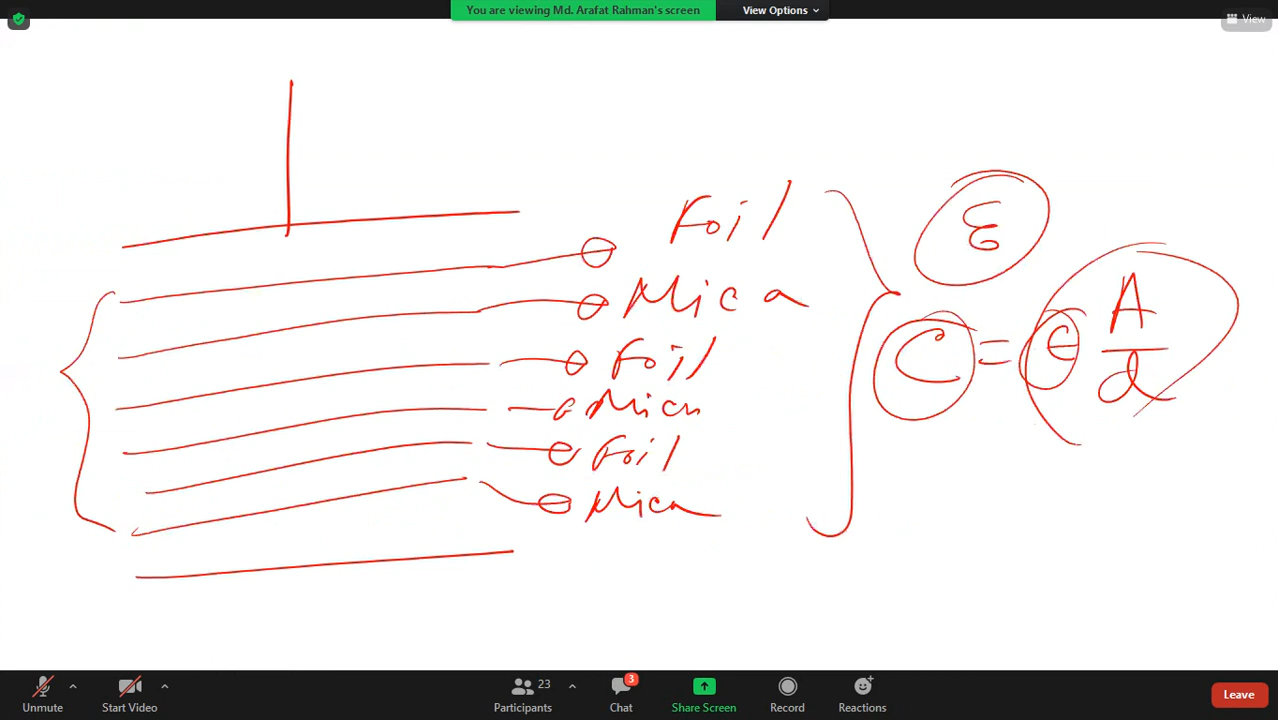 You are viewing Md. Arafat Rahman's screen
View Options
View
Foil
Mica
Foil
Mica
Foil
Mica
ε
C = ϵ A/d
Unmute
Start Video
23
Participants
3
Chat
Share Screen
Record
Reactions
Leave